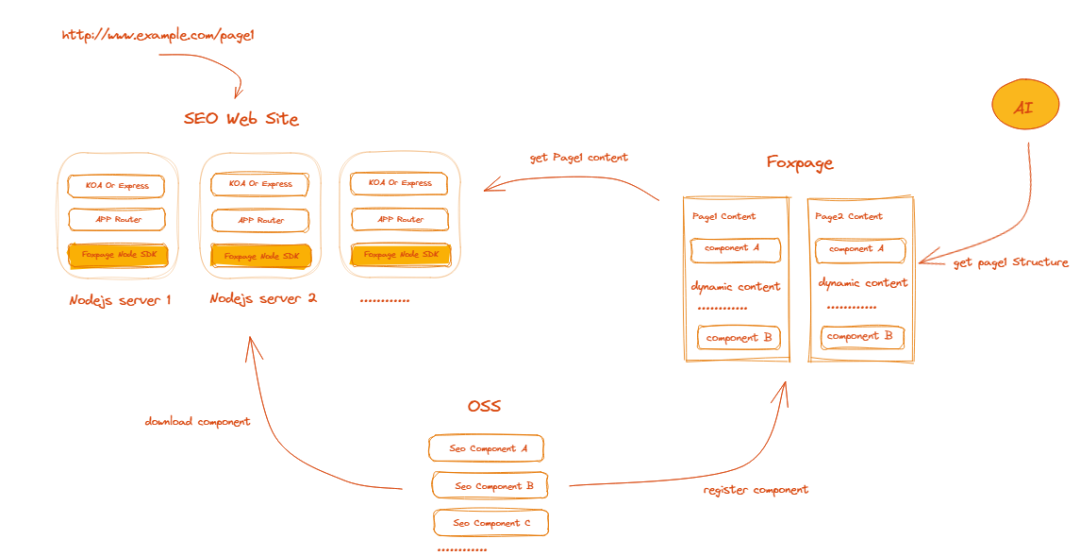 http://www.example.com/page1
SEO Web Site
KOA Or Express
APP Router
Foxpage Node SDK
Nodejs server 1
KOA Or Express
APP Router
Foxpage Node SDK
Nodejs server 2
KOA Or Express
APP Router
Foxpage Node SDK
............
get Page1 content
Foxpage
Page1 Content
component A
dynamic content
............
component B
Page2 Content
component A
dynamic content
............
component B
AI
get page1 Structure
download component
OSS
Seo Component A
Seo Component B
Seo Component C
............
register component